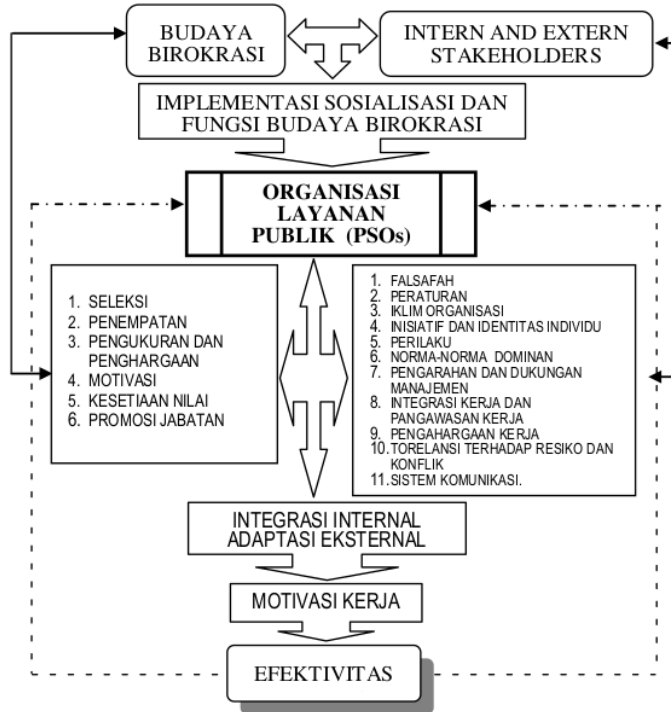 BUDAYA
BIROKRASI
INTERN AND EXTERN
STAKEHOLDERS
IMPLEMENTASI SOSIALISASI DAN
FUNGSI BUDAYA BIROKRASI
ORGANISASI
LAYANAN
PUBLIK (PSOs)
1. SELEKSI
2. PENEMPATAN
3. PENGUKURAN DAN
PENGHARGAAN
4. MOTIVASI
5. KESETIAAN NILAI
6. PROMOSI JABATAN
1. FALSAFAH
2. PERATURAN
3. IKLIM ORGANISASI
4. INISIATIF DAN IDENTITAS INDIVIDU
5. PERILAKU
6. NORMA-NORMA DOMINAN
7. PENGARAHAN DAN DUKUNGAN
MANAJEMEN
8. INTEGRASI KERJA DAN
PANGAWASAN KERJA
9. PENGAHARGAAN KERJA
10. TORELANSI TERHADAP RESIKO DAN
KONFLIK
11. SISTEM KOMUNIKASI.
INTEGRASI INTERNAL
ADAPTASI EKSTERNAL
MOTIVASI KERJA
EFEKTIVITAS